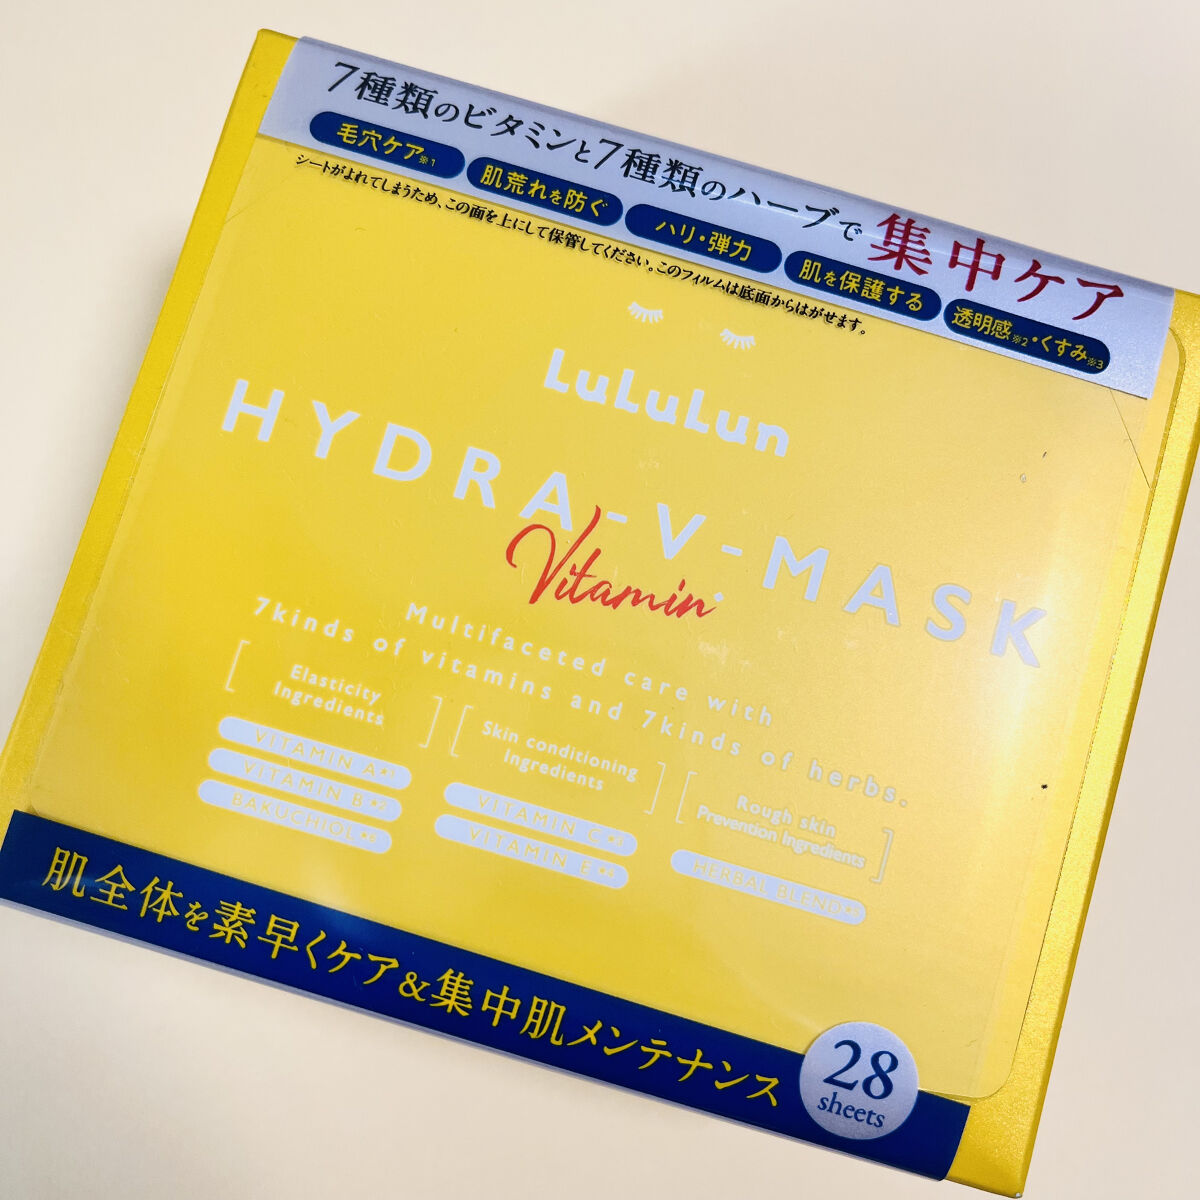 7種類のビタミンと7種類のハーブで集中ケア
毛穴ケア※1
肌荒れを防ぐ
ハリ・弾力
肌を保護する
透明感※2・くすみ※3
シートがよれてしまうため、この面を上にして保管してください。このフィルムは底面からはがせます。
LuLuLun
HYDRA-V-MASK
Vitamin.
Multifaceted care with
7kinds of vitamins and 7kinds of herbs.
Elasticity
Ingredients
VITAMIN A*1
VITAMIN B*2
BAKUCHIOL*6
Skin conditioning
Ingredients
VITAMIN C
VITAMIN E
Rough skin
Prevention Ingredients
HERBAL BLEND
肌全体を素早くケア&集中肌メンテナンス
28
sheets